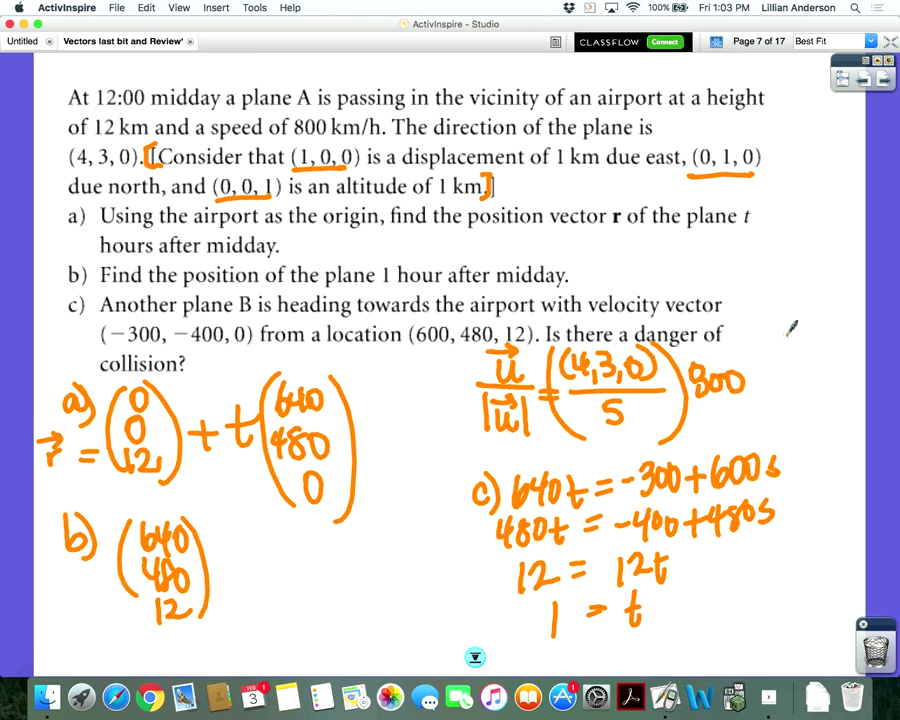 ActivInspire File Edit View Insert Tools Help 100% Fri 1:03 PM Lillian Anderson
ActivInspire - Studio
Untitled Vectors last bit and Review* CLASSFLOW Connect Page 7 of 17 Best Fit
At 12:00 midday a plane A is passing in the vicinity of an airport at a height
of 12 km and a speed of 800 km/h. The direction of the plane is
(4, 3, 0). [Consider that (1, 0, 0) is a displacement of 1 km due east, (0, 1, 0)
due north, and (0, 0, 1) is an altitude of 1 km.]
a) Using the airport as the origin, find the position vector r of the plane t
hours after midday.
b) Find the position of the plane 1 hour after midday.
c) Another plane B is heading towards the airport with velocity vector
(−300, −400, 0) from a location (600, 480, 12). Is there a danger of
collision?
a) r = (0 0 12) + t (640 480 0)
b) (640 480 12)
u / |u| = ((4,3,0) / 5) 800
c) 640t = -300 + 600s
480t = -400 + 480s
12 = 12t
1 = t
FEB 3